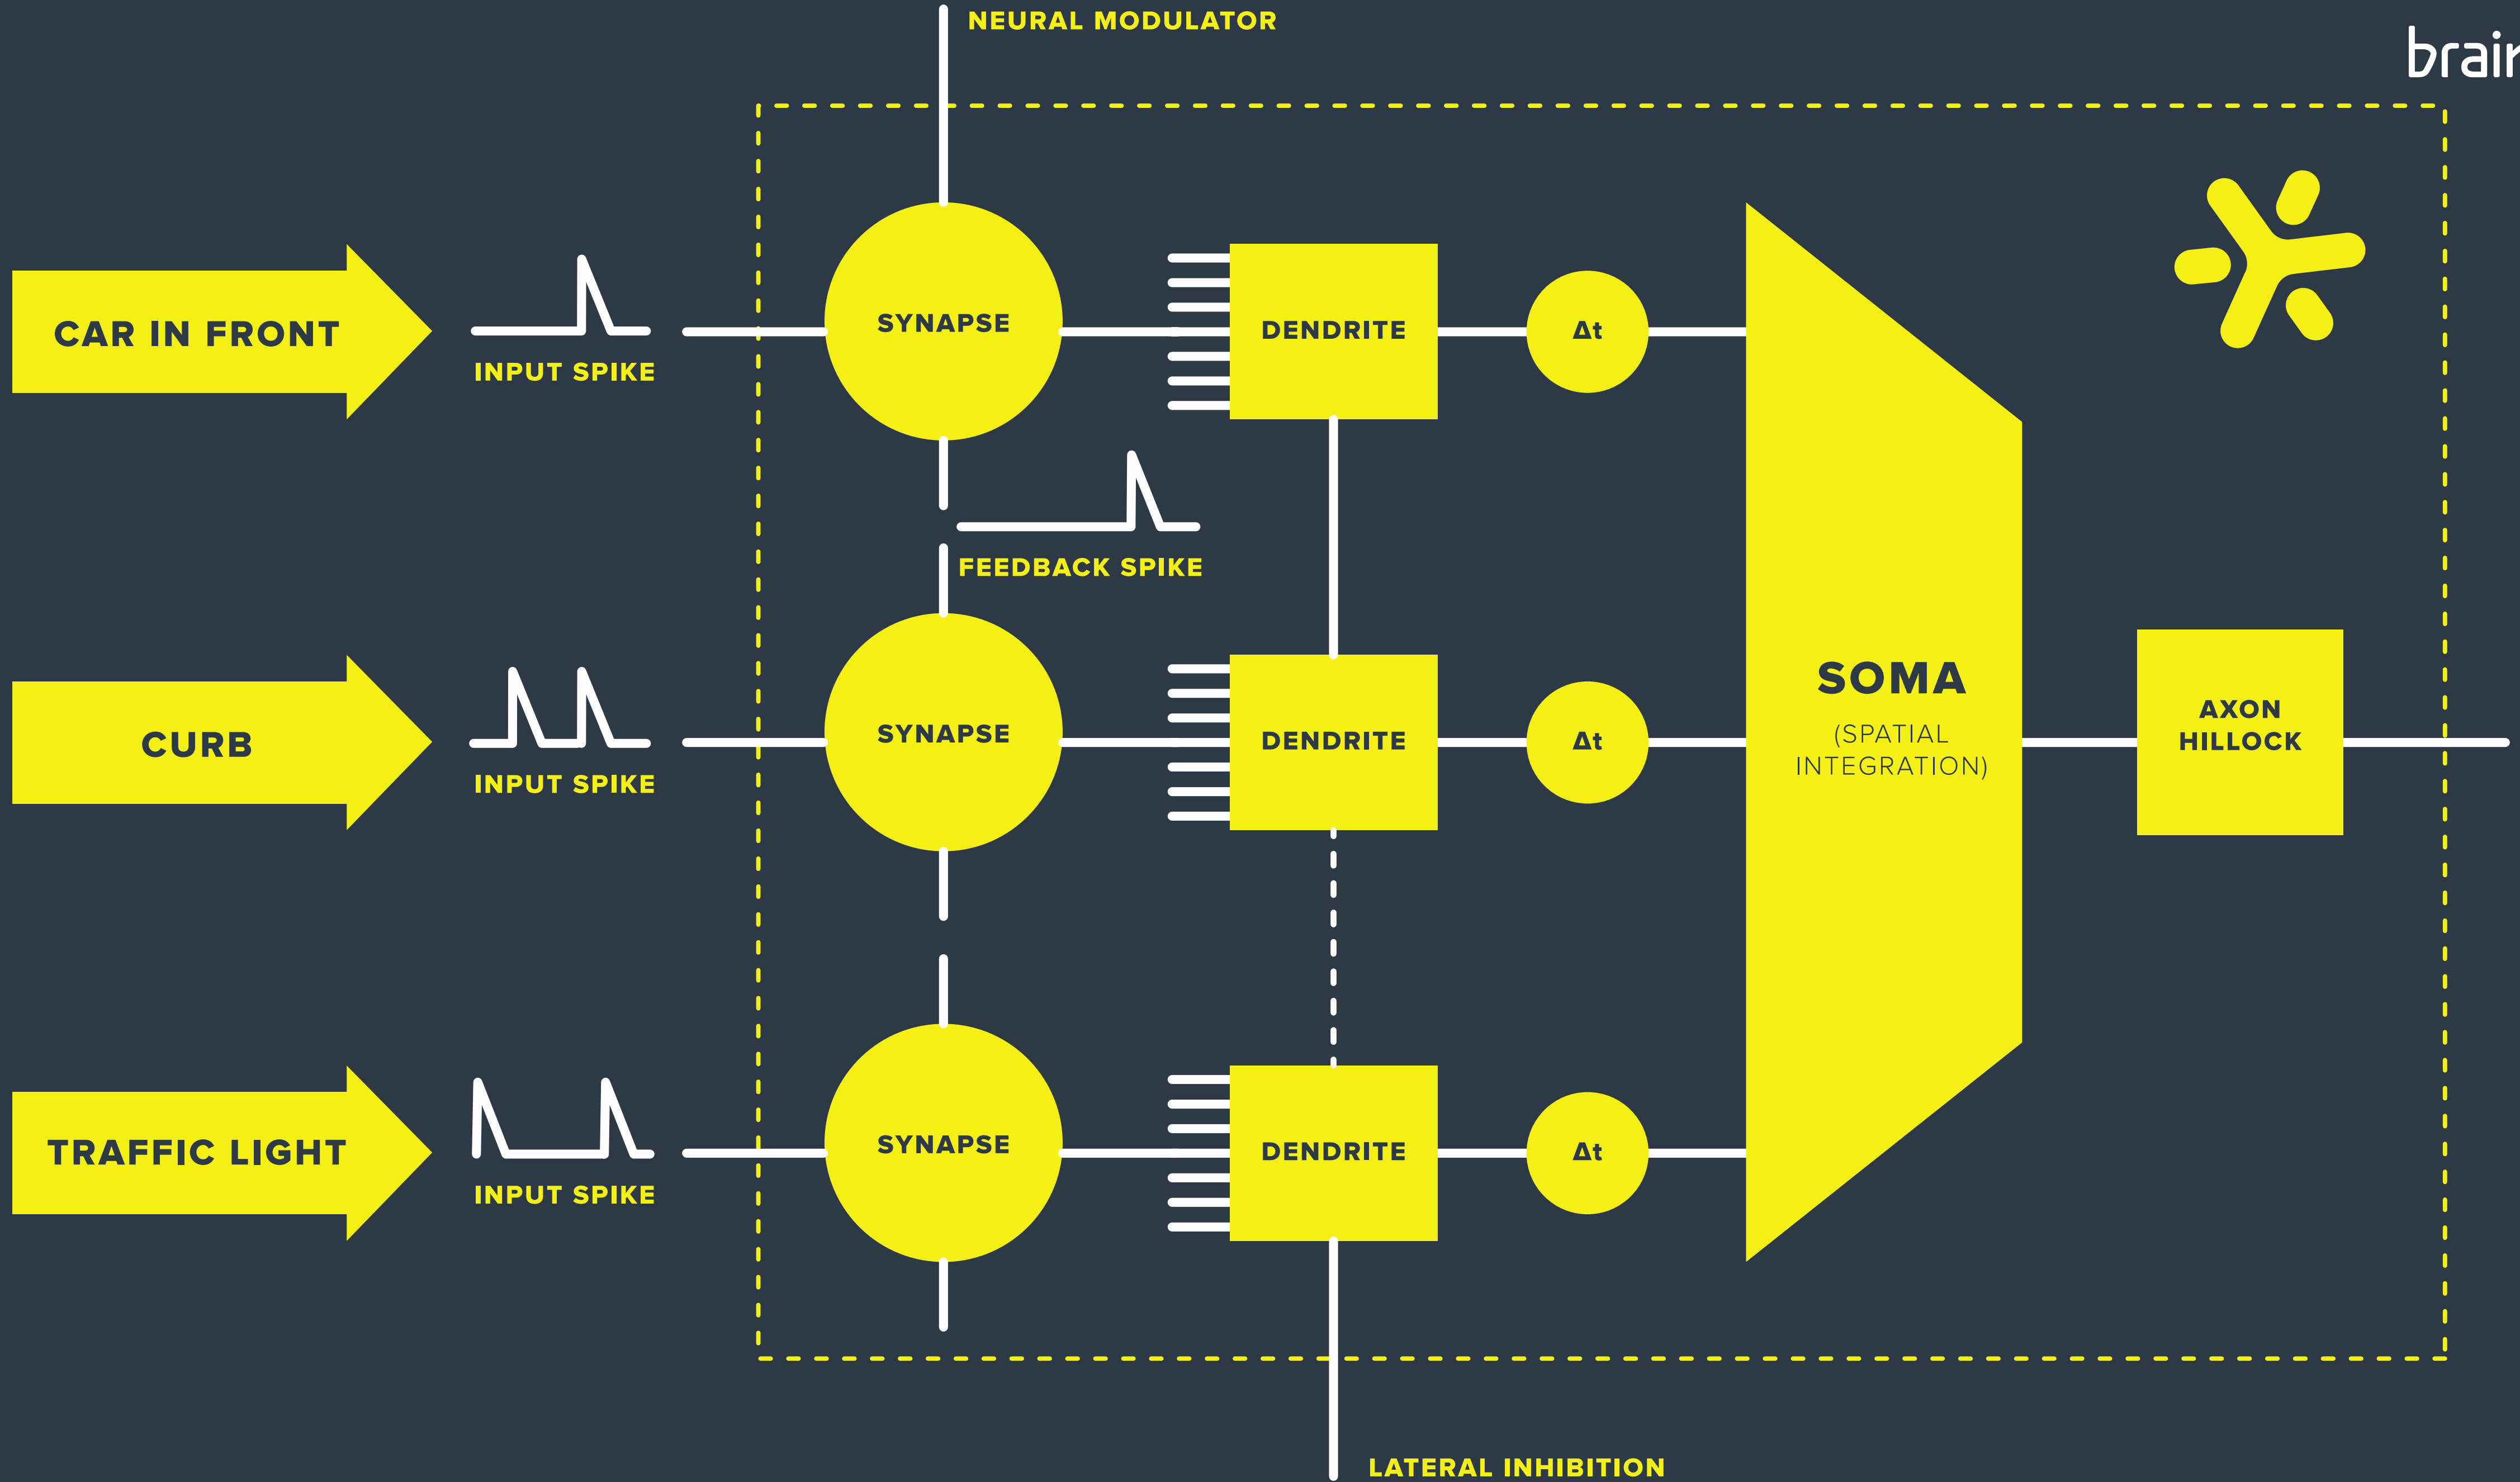 NEURAL MODULATOR
brain
CAR IN FRONT
INPUT SPIKE
SYNAPSE
DENDRITE
Δt
FEEDBACK SPIKE
CURB
INPUT SPIKE
SYNAPSE
DENDRITE
Δt
SOMA
(SPATIAL
INTEGRATION)
AXON
HILLOCK
TRAFFIC LIGHT
INPUT SPIKE
SYNAPSE
DENDRITE
Δt
LATERAL INHIBITION